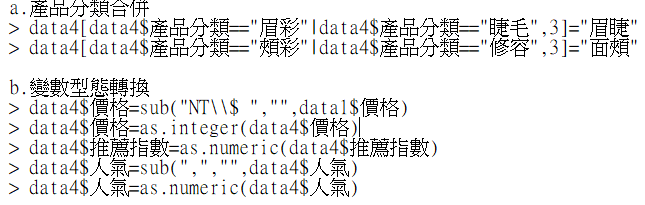 a.產品分類合併
> data4[data4$產品分類=="眉彩"|data4$產品分類=="睫毛",3]="眉睫"
> data4[data4$產品分類=="頰彩"|data4$產品分類=="修容",3]="面頰"
b.變數型態轉換
> data4$價格=sub("NT\\$ ","",data1$價格)
> data4$價格=as.integer(data4$價格)
> data4$推薦指數=as.numeric(data4$推薦指數)
> data4$人氣=sub(",","",data4$人氣)
> data4$人氣=as.numeric(data4$人氣)